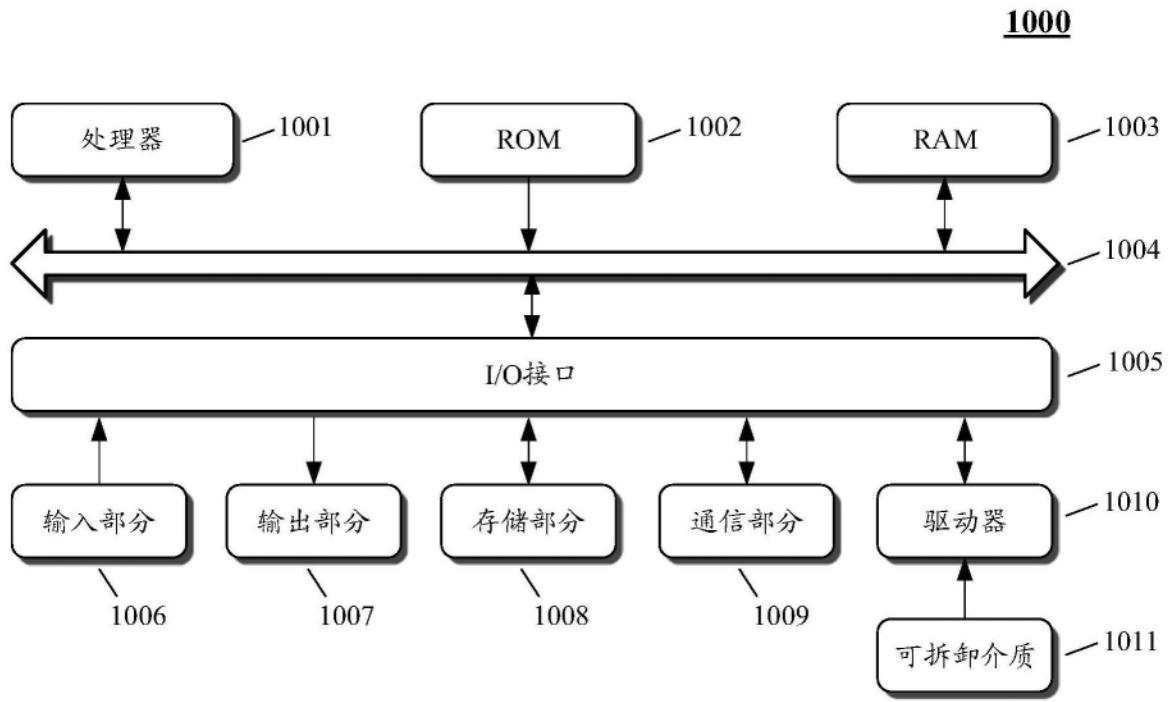 1000
处理器
1001
ROM
1002
RAM
1003
1004
I/O接口
1005
输入部分
输出部分
存储部分
通信部分
驱动器
1010
1006
1007
1008
1009
可拆卸介质
1011